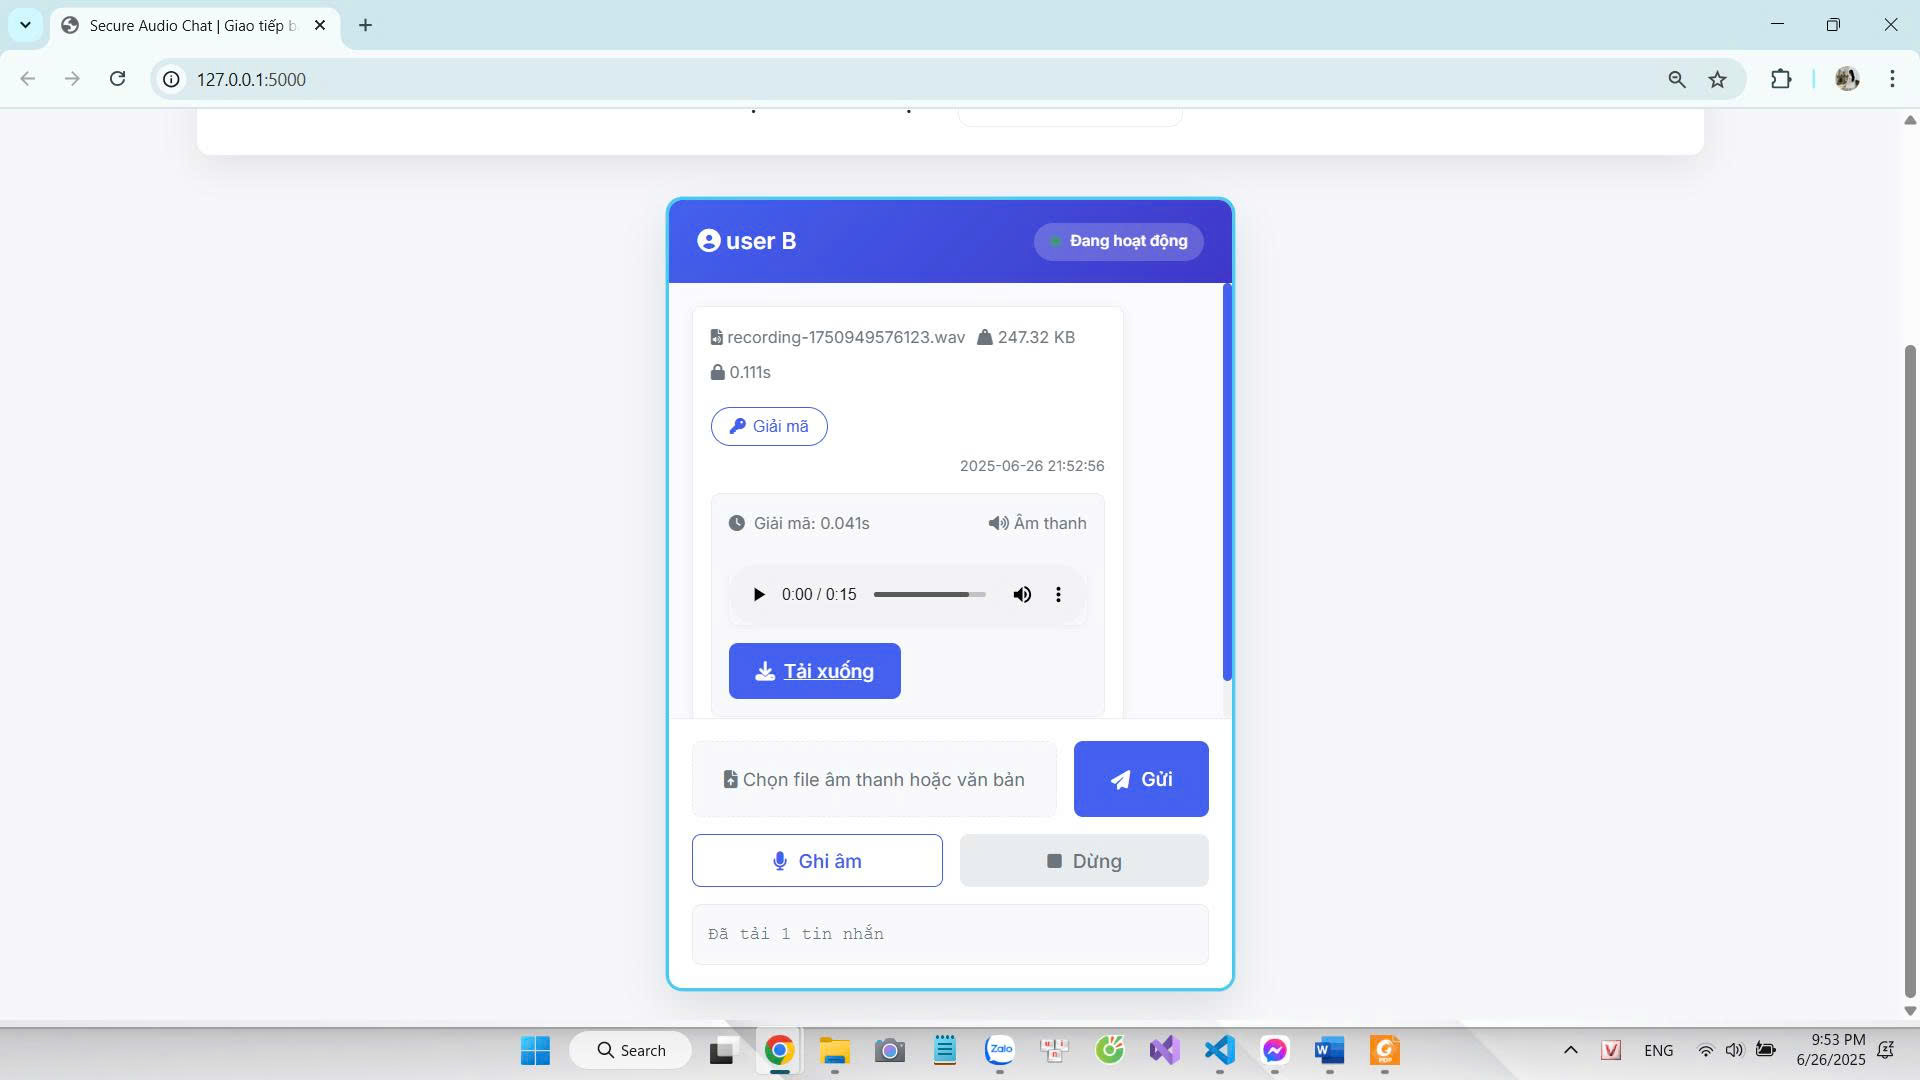 Secure Audio Chat | Giao tiếp b
127.0.0.1:5000
user B
Đang hoạt động
recording-1750949576123.wav 247.32 KB
0.111s
Giải mã
2025-06-26 21:52:56
Giải mã: 0.041s Âm thanh
0:00 / 0:15
Tải xuống
Chọn file âm thanh hoặc văn bản Gửi
Ghi âm Dừng
Đã tải 1 tin nhắn
Search
Zalo
ENG
9:53 PM
6/26/2025